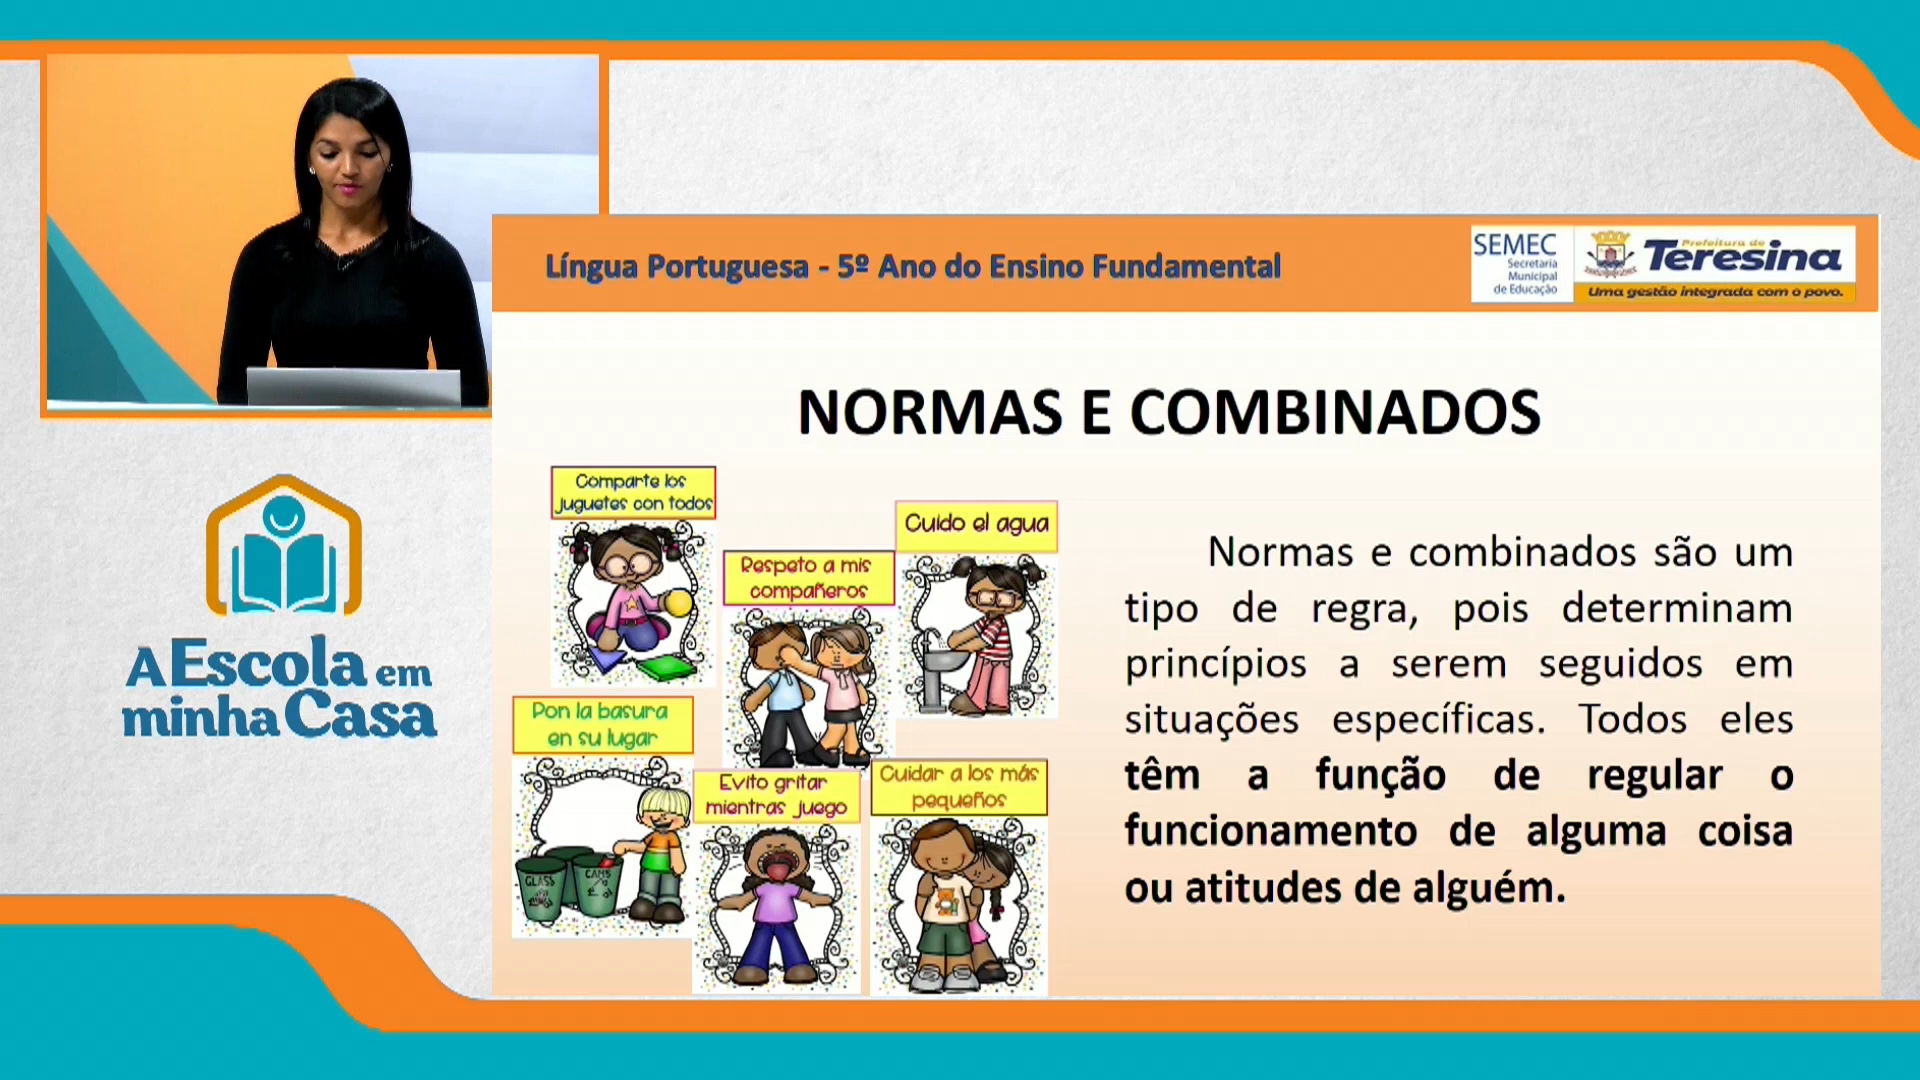 Língua Portuguesa - 5º Ano do Ensino Fundamental
SEMEC
Secretaria
Municipal
de Educação
Prefeitura de
Teresina
Uma gestão integrada com o povo.
NORMAS E COMBINADOS
Comparte los
juguetes con todos
Respeto a mis
compañeros
Cuido el agua
Pon la basura
en su lugar
GLASS
CANS
Evito gritar
mientras juego
Cuidar a los más
pequeños
Normas e combinados são um
tipo de regra, pois determinam
princípios a serem seguidos em
situações específicas. Todos eles
têm a função de regular o
funcionamento de alguma coisa
ou atitudes de alguém.
A Escola em
minha Casa